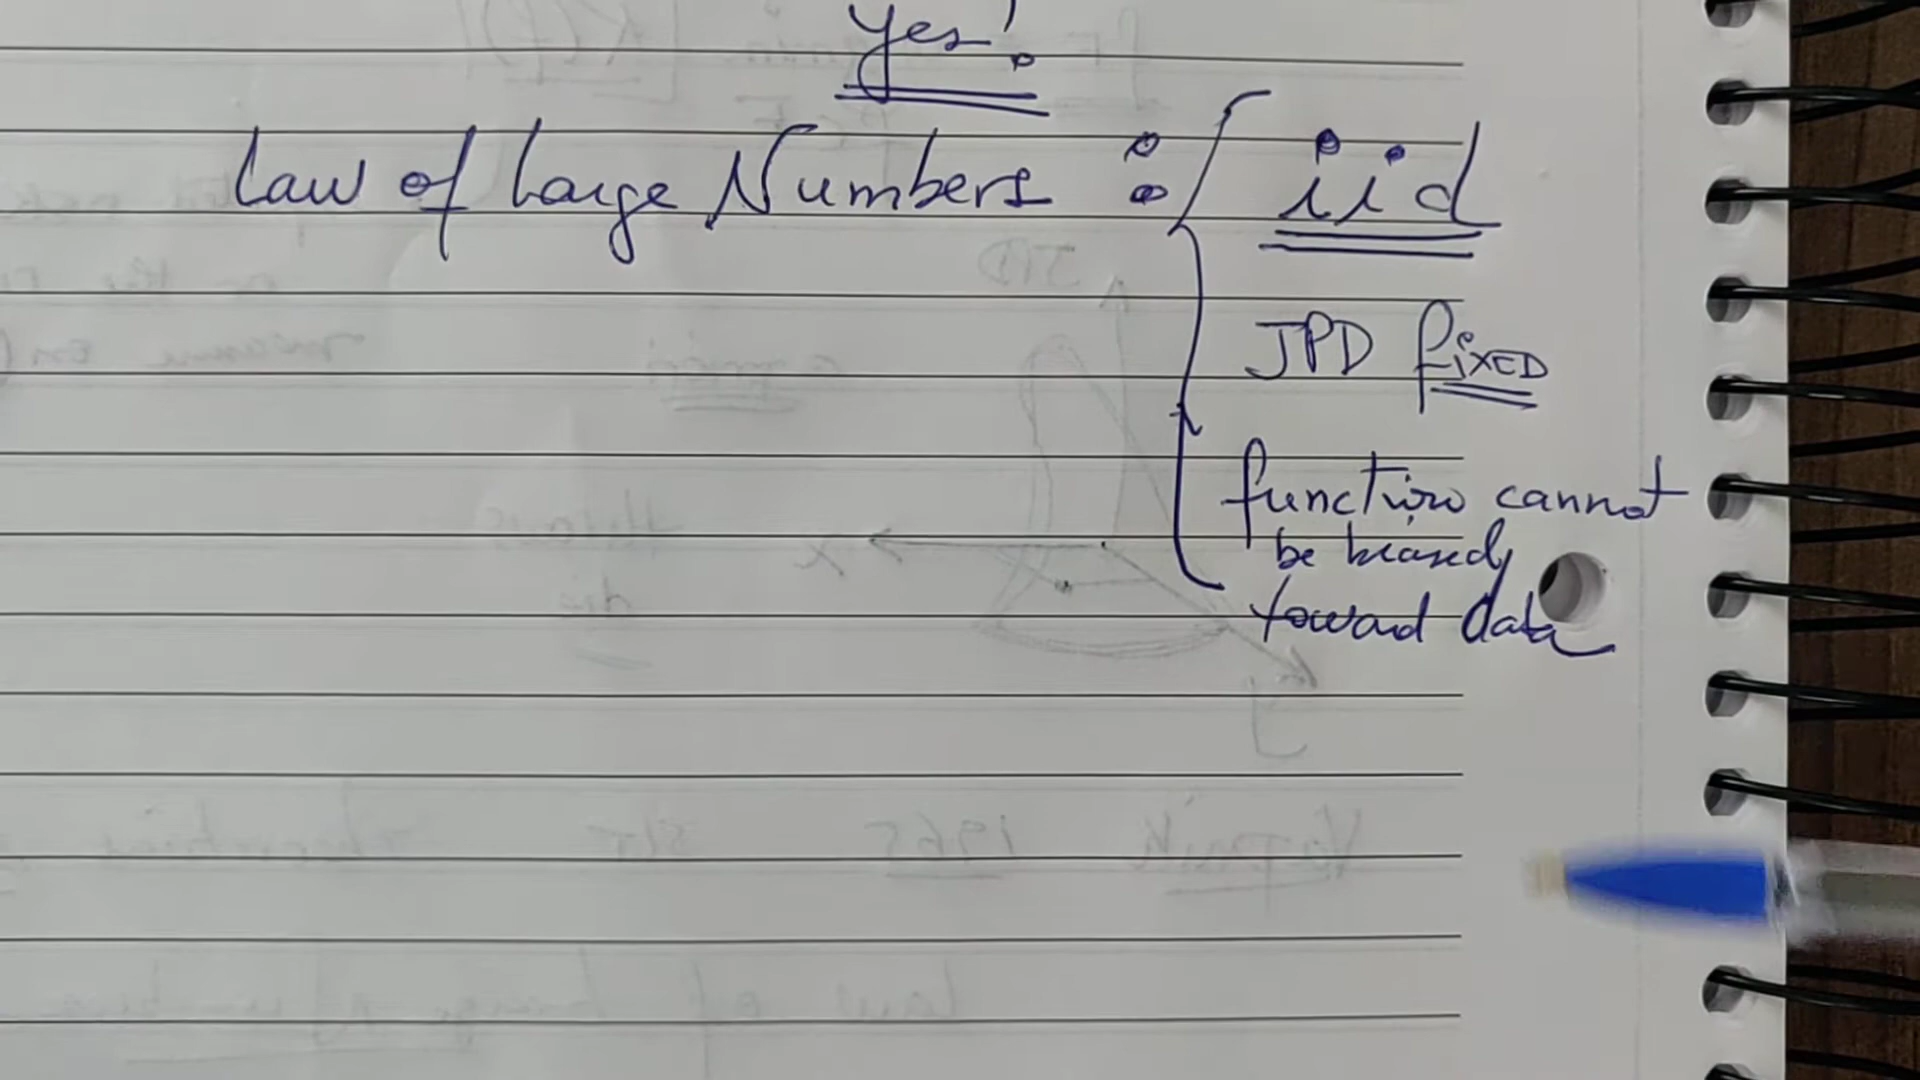 Yes!
Law of Large Numbers : iid
JPD fixED
function cannot
be biased
toward data